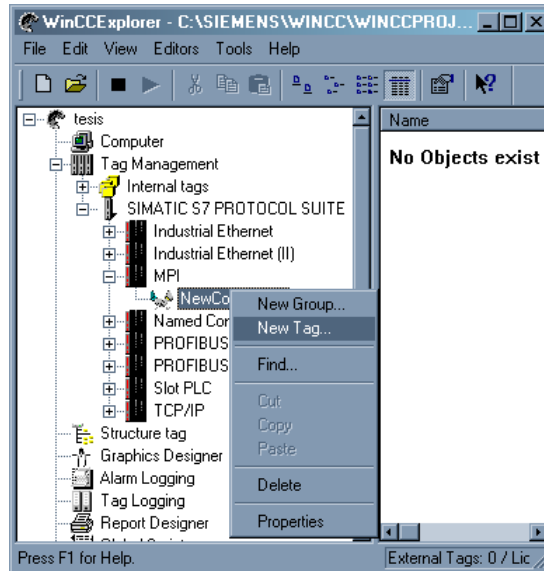 WinCCExplorer - C:\SIEMENS\WINCC\WINCCPROJ...
File Edit View Editors Tools Help
Name
tesis
No Objects exist
Computer
Tag Management
Internal tags
SIMATIC S7 PROTOCOL SUITE
Industrial Ethernet
Industrial Ethernet (II)
MPI
NewCo
New Group...
New Tag...
Find...
Cut
Copy
Paste
Delete
Properties
Named Con
PROFIBUS
PROFIBUS
Slot PLC
TCP/IP
Structure tag
Graphics Designer
Alarm Logging
Tag Logging
Report Designer
Press F1 for Help.
External Tags: 0 / Lic